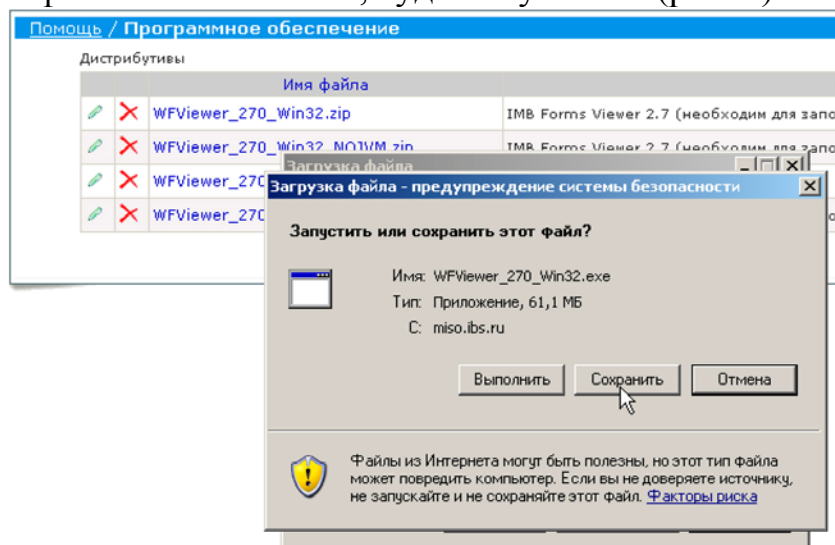 Помощь / Программное обеспечение
Дистрибутивы
Имя файла
WFViewer_270_Win32.zip
IMB Forms Viewer 2.7 (необходим для запо
WFViewer_270_Win32_NOJVM.zip
IMB Forms Viewer 2.7 (необходим для запо
WFViewer_270
WFViewer_270
Загрузка файла
Загрузка файла - предупреждение системы безопасности
Запустить или сохранить этот файл?
Имя: WFViewer_270_Win32.exe
Тип: Приложение, 61,1 МБ
С: miso.ibs.ru
Выполнить Сохранить Отмена
Файлы из Интернета могут быть полезны, но этот тип файла
может повредить компьютер. Если вы не доверяете источнику,
не запускайте и не сохраняйте этот файл. Факторы риска